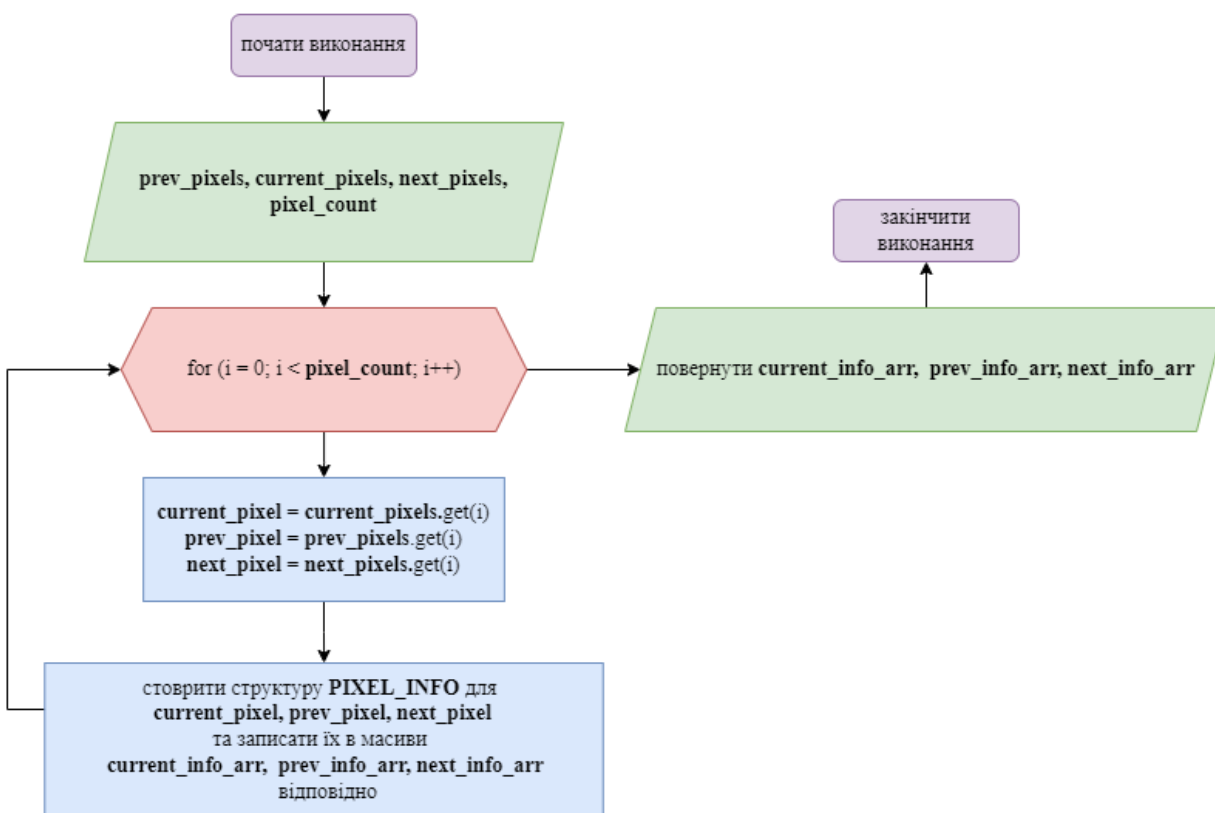 почати виконання
prev_pixels, current_pixels, next_pixels,
pixel_count
закінчити
виконання
for (i = 0; i < pixel_count; i++)
повернути current_info_arr, prev_info_arr, next_info_arr
current_pixel = current_pixels.get(i)
prev_pixel = prev_pixels.get(i)
next_pixel = next_pixels.get(i)
стоврити структуру PIXEL_INFO для
current_pixel, prev_pixel, next_pixel
та записати їх в масиви
current_info_arr, prev_info_arr, next_info_arr
відповідно